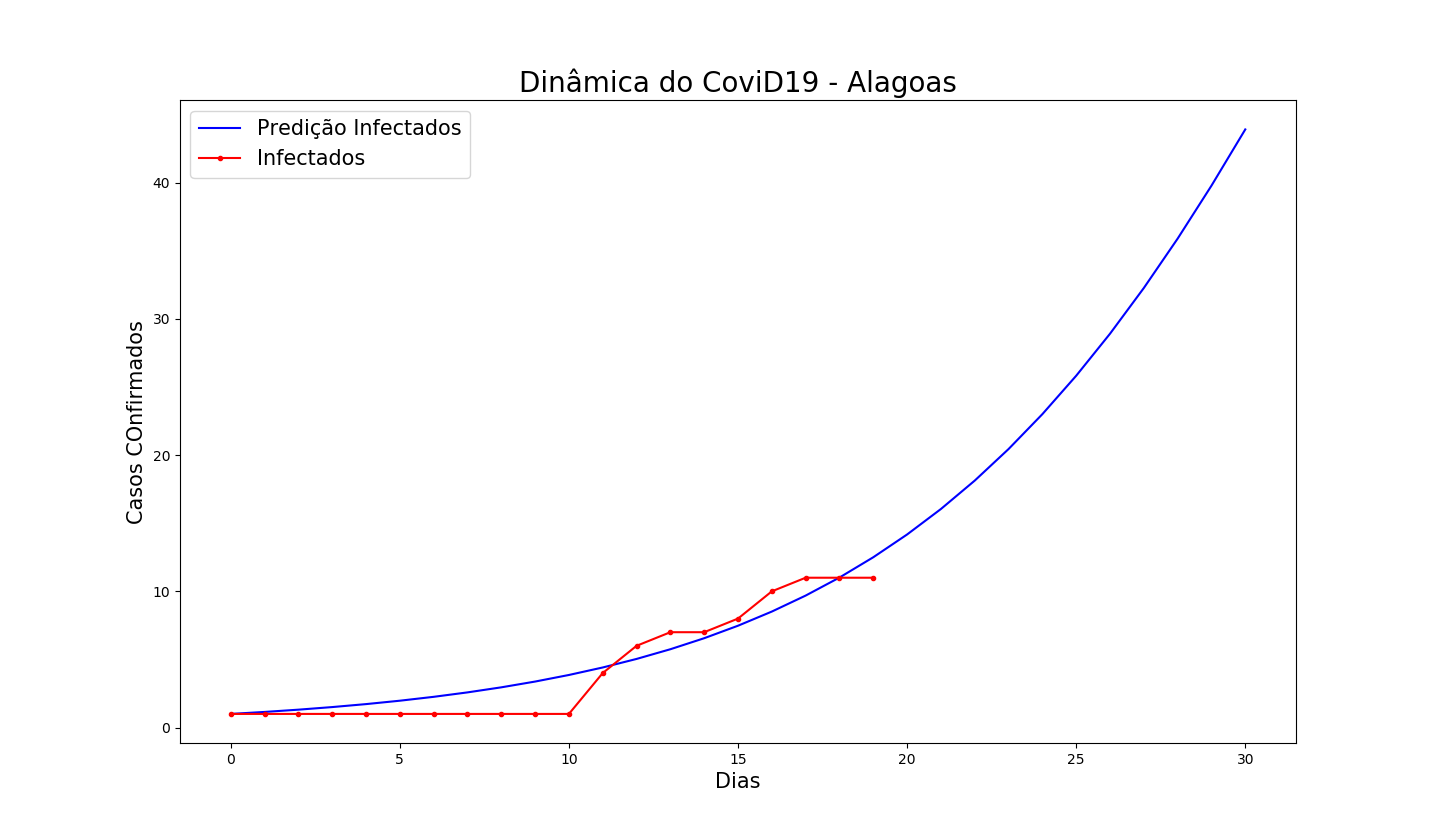 Dinâmica do CoviD19 - Alagoas
Predição Infectados
Infectados
Casos COnfirmados
40
30
20
10
0
0 5 10 15 20 25 30
Dias